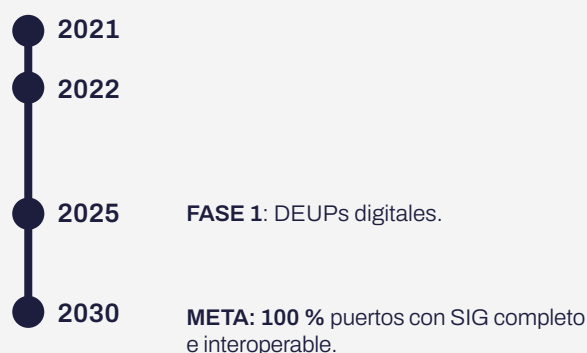 2021
2022
2025
FASE 1: DEUPs digitales.
2030
META: 100 % puertos con SIG completo
e interoperable.